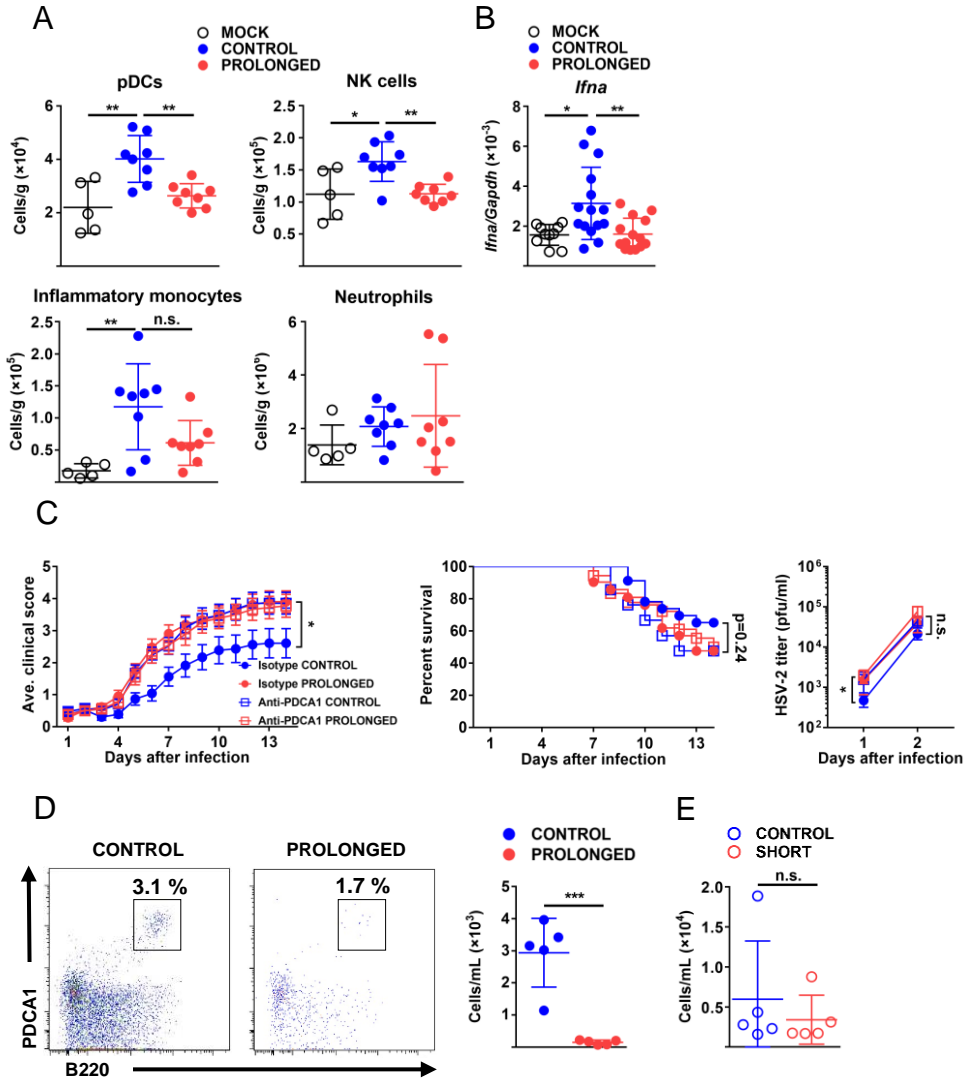 A
MOCK
CONTROL
PROLONGED
pDCs
Cells/g (×10⁴)
6
4
2
** **
NK cells
Cells/g (×10⁵)
2.5
2.0
1.5
1.0
0.5
* **
B
MOCK
CONTROL
PROLONGED
Ifna
Ifna/Gapdh (×10⁻³)
8
6
4
2
* **
Inflammatory monocytes
Cells/g (×10⁵)
2.5
2.0
1.5
1.0
0.5
** n.s.
Neutrophils
Cells/g
6
4
2
C
Ave. clinical score
5
4
3
2
1
0
1 4 7 10 13
Days after infection
Isotype CONTROL
Isotype PROLONGED
Anti-PDCA1 CONTROL
Anti-PDCA1 PROLONGED
*
Percent survival
100
80
60
40
20
0
1 4 7 10 13
Days after infection
p=0.24
HSV-2 titer (pfu/ml)
10⁶
10⁵
10⁴
10³
10²
1 2
Days after infection
*
n.s
D
CONTROL
PROLONGED
3.1 %
1.7 %
PDCA1
B220
CONTROL
PROLONGED
Cells/mL (×10³)
5
4
3
2
1
***
E
CONTROL
SHORT
Cells/mL (×10⁴)
2.0
1.5
1.0
0.5
n.s.